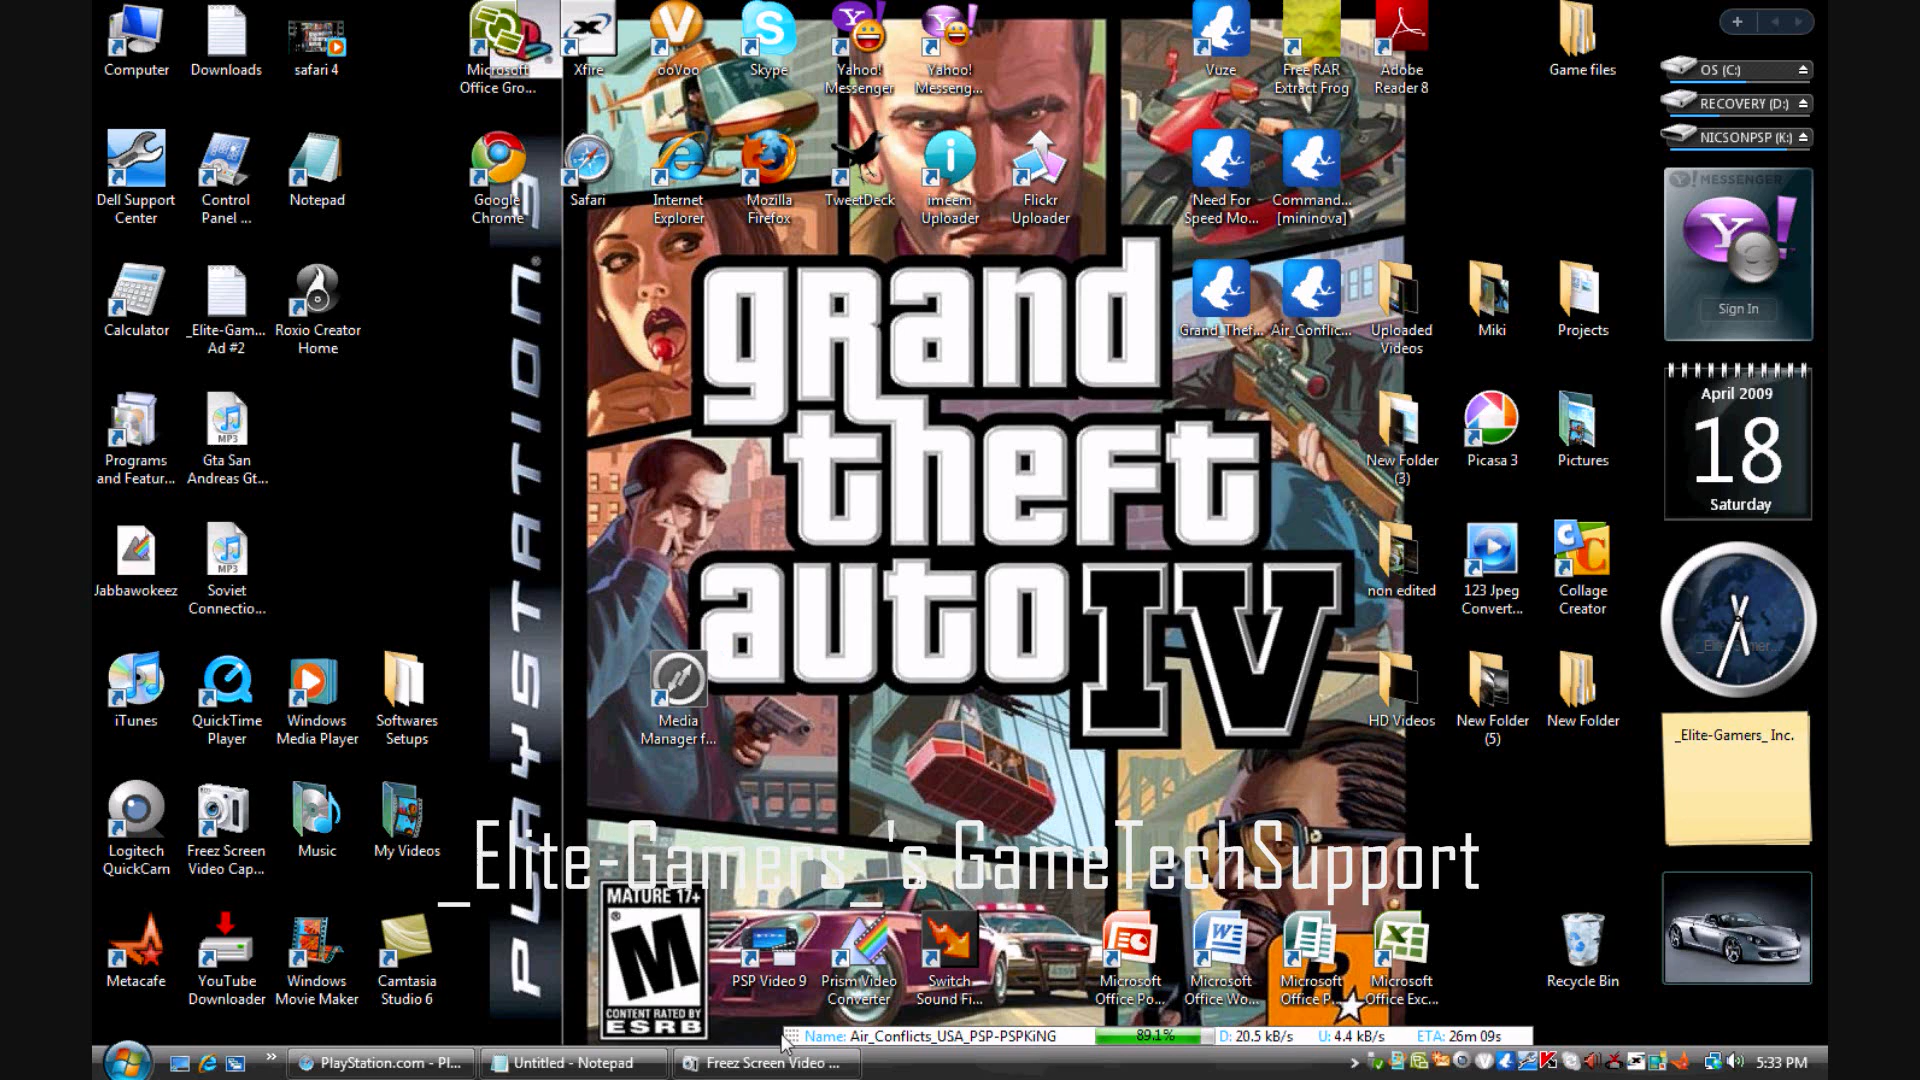 Computer
Downloads
safari 4
Microsoft Office Gro...
Xfire
ooVoo
Skype
Yahoo! Messenger
Yahoo! Messeng...
Vuze
Free RAR Extract Frog
Adobe Reader 8
Game files
OS (C:)
RECOVERY (D:)
NICSONPSP (K:)
Dell Support Center
Control Panel ...
Notepad
Google Chrome
Safari
Internet Explorer
Mozilla Firefox
TweetDeck
imeem Uploader
Flickr Uploader
Need For Speed Mo...
Command... [mininova]
Y! MESSENGER
Sign In
Calculator
_Elite-Gam... Ad #2
Roxio Creator Home
Grand_Thef...
Air_Conflic...
Uploaded Videos
Miki
Projects
PLAYSTATION® 3
grand
theft
auto IV
April 2009
18
Saturday
Programs and Featur...
MP3
Gta San Andreas Gt...
New Folder (3)
Picasa 3
Pictures
Jabbawokeez
MP3
Soviet Connectio...
non edited
123 Jpeg Convert...
Collage Creator
iTunes
QuickTime Player
Windows Media Player
Softwares Setups
Media Manager f...
HD Videos
New Folder (5)
New Folder
_Elite-Gamers_ Inc.
Logitech QuickCam
Freez Screen Video Cap...
Music
My Videos
_Elite-Gamers_'s GameTechSupport
MATURE 17+
M
CONTENT RATED BY
ESRB
Metacafe
YouTube Downloader
Windows Movie Maker
Camtasia Studio 6
PSP Video 9
Prism Video Converter
Switch Sound Fi...
Microsoft Office Po...
Microsoft Office Wo...
Microsoft Office P...
Microsoft Office Exc...
Recycle Bin
Name: Air_Conflicts_USA_PSP-PSPKiNG 89.1% D: 20.5 kB/s U: 4.4 kB/s ETA: 26m 09s
PlayStation.com - Pl...
Untitled - Notepad
Freez Screen Video ...
5:33 PM